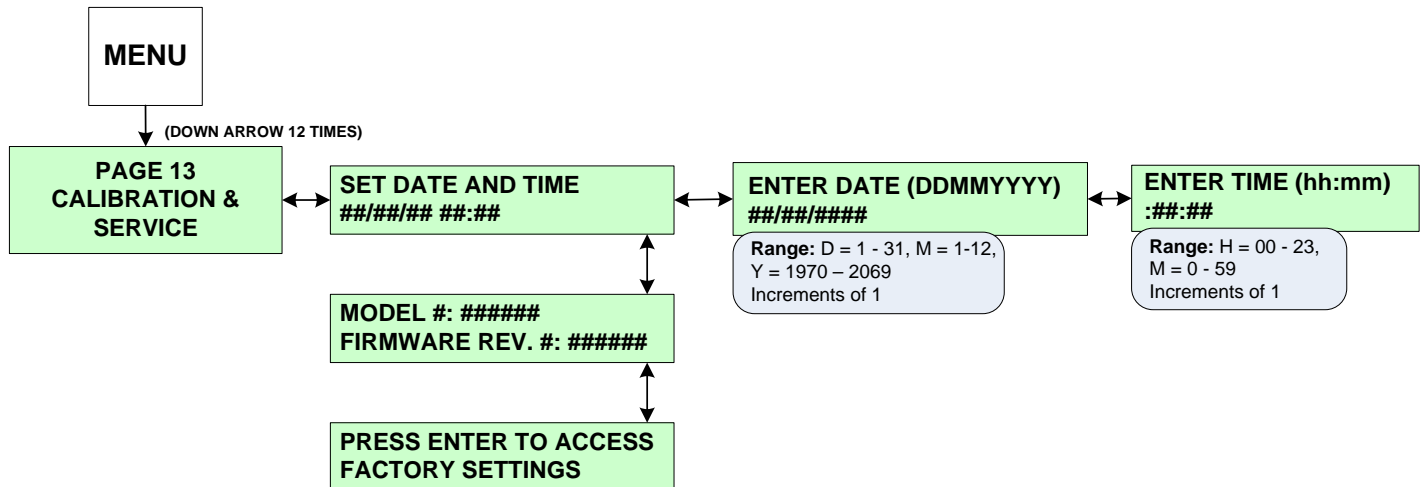 MENU
(DOWN ARROW 12 TIMES)
PAGE 13
CALIBRATION &
SERVICE
SET DATE AND TIME
##/##/## ##:##
ENTER DATE (DDMMYYYY)
##/##/####
Range: D = 1 - 31, M = 1-12,
Y = 1970 – 2069
Increments of 1
ENTER TIME (hh:mm)
:##:##
Range: H = 00 - 23,
M = 0 - 59
Increments of 1
MODEL #: ######
FIRMWARE REV. #: ######
PRESS ENTER TO ACCESS
FACTORY SETTINGS